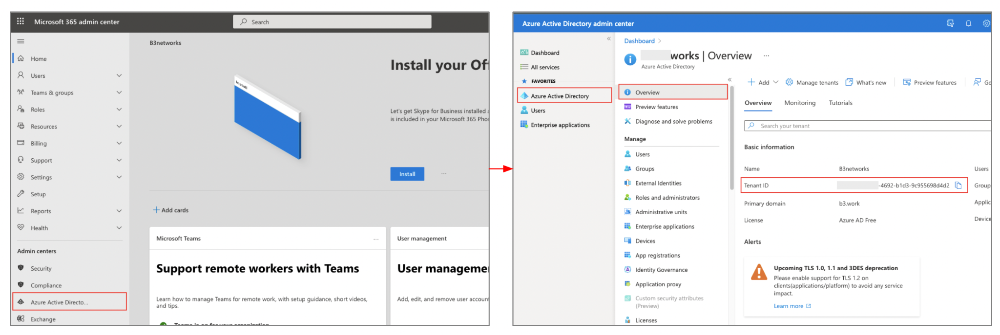 Microsoft 365 admin center
Search
Home
Users
Teams & groups
Roles
Resources
Billing
Support
Settings
Setup
Reports
Health
Admin centers
Security
Compliance
Azure Active Directo...
Exchange
B3networks
Install
Install your Of
Let's get Skype for Business installed
is included in your Microsoft 365 Pho
Install
Add cards
Microsoft Teams
Support remote workers with Teams
Learn how to manage Teams for remote work, with setup guidance, short videos,
and tips.
Teams is on for your organization
User management
User manageme
Add, edit, and remove user accoun
Azure Active Directory admin center
Dashboard
All services
FAVORITES
Azure Active Directory
Users
Enterprise applications
Dashboard >
works | Overview ...
Azure Active Directory
Overview
Preview features
Diagnose and solve problems
Manage
Users
Groups
External Identities
Roles and administrators
Administrative units
Enterprise applications
Devices
App registrations
Identity Governance
Application proxy
Custom security attributes
(Preview)
Licenses
Add Manage tenants What's new Preview features Go
Overview Monitoring Tutorials
Search your tenant
Basic information
Name B3networks Users
Tenant ID -4692-b1d3-9c955698d4d2 Group
Primary domain b3.work Applic
License Azure AD Free Device
Alerts
Upcoming TLS 1.0, 1.1 and 3DES deprecation
Please enable support for TLS 1.2 on
clients(applications/platform) to avoid any service
impact.
Learn more